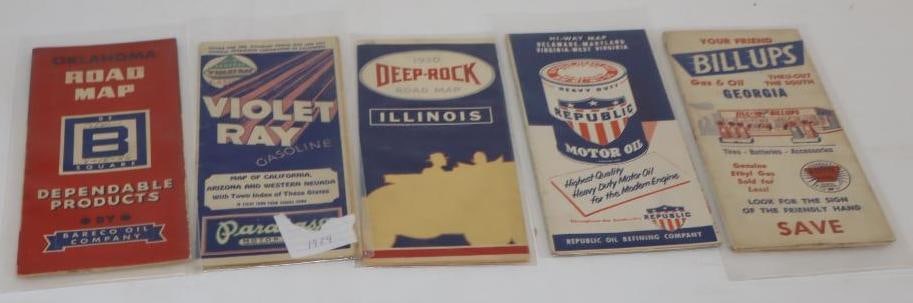 OKLAHOMA
ROAD
MAP
BE
B
SQUARE
DEPENDABLE
PRODUCTS
BY
BARECO OIL
COMPANY
VIOLET
RAY
GASOLINE
MAP OF CALIFORNIA,
ARIZONA AND WESTERN NEVADA
With Town Index of These States
MOTOR
1929
1930
DEEP-ROCK
ROAD MAP
ILLINOIS
HI-WAY MAP
DELAWARE-MARYLAND
VIRGINIA-WEST VIRGINIA
HEAVY DUTY
REPUBLIC
MOTOR OIL
Highest Quality
Heavy Duty Motor Oil
for the Modern Engine
REPUBLIC
REPUBLIC OIL REFINING COMPANY
YOUR FRIEND
BILLUPS
Gas & Oil THRU-OUT
THE SOUTH
GEORGIA
Tires - Batteries - Accessories
Genuine
Ethyl Gas
Sold for
Less!
LOOK FOR THE SIGN
OF THE FRIENDLY HAND
SAVE